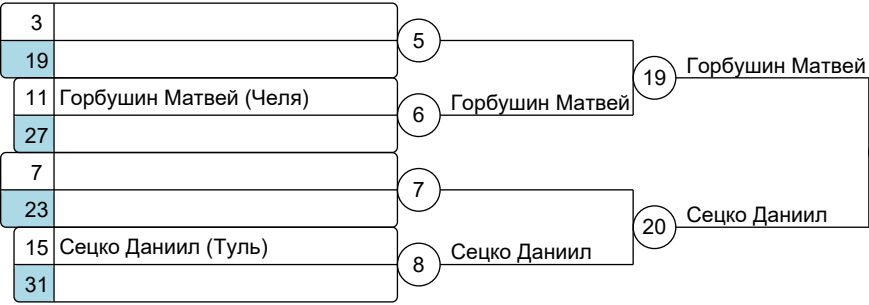 3
19
5
11 Горбушин Матвей (Челя)
27
6
Горбушин Матвей
19
Горбушин Матвей
7
23
7
15 Сецко Даниил (Туль)
31
8
Сецко Даниил
20
Сецко Даниил